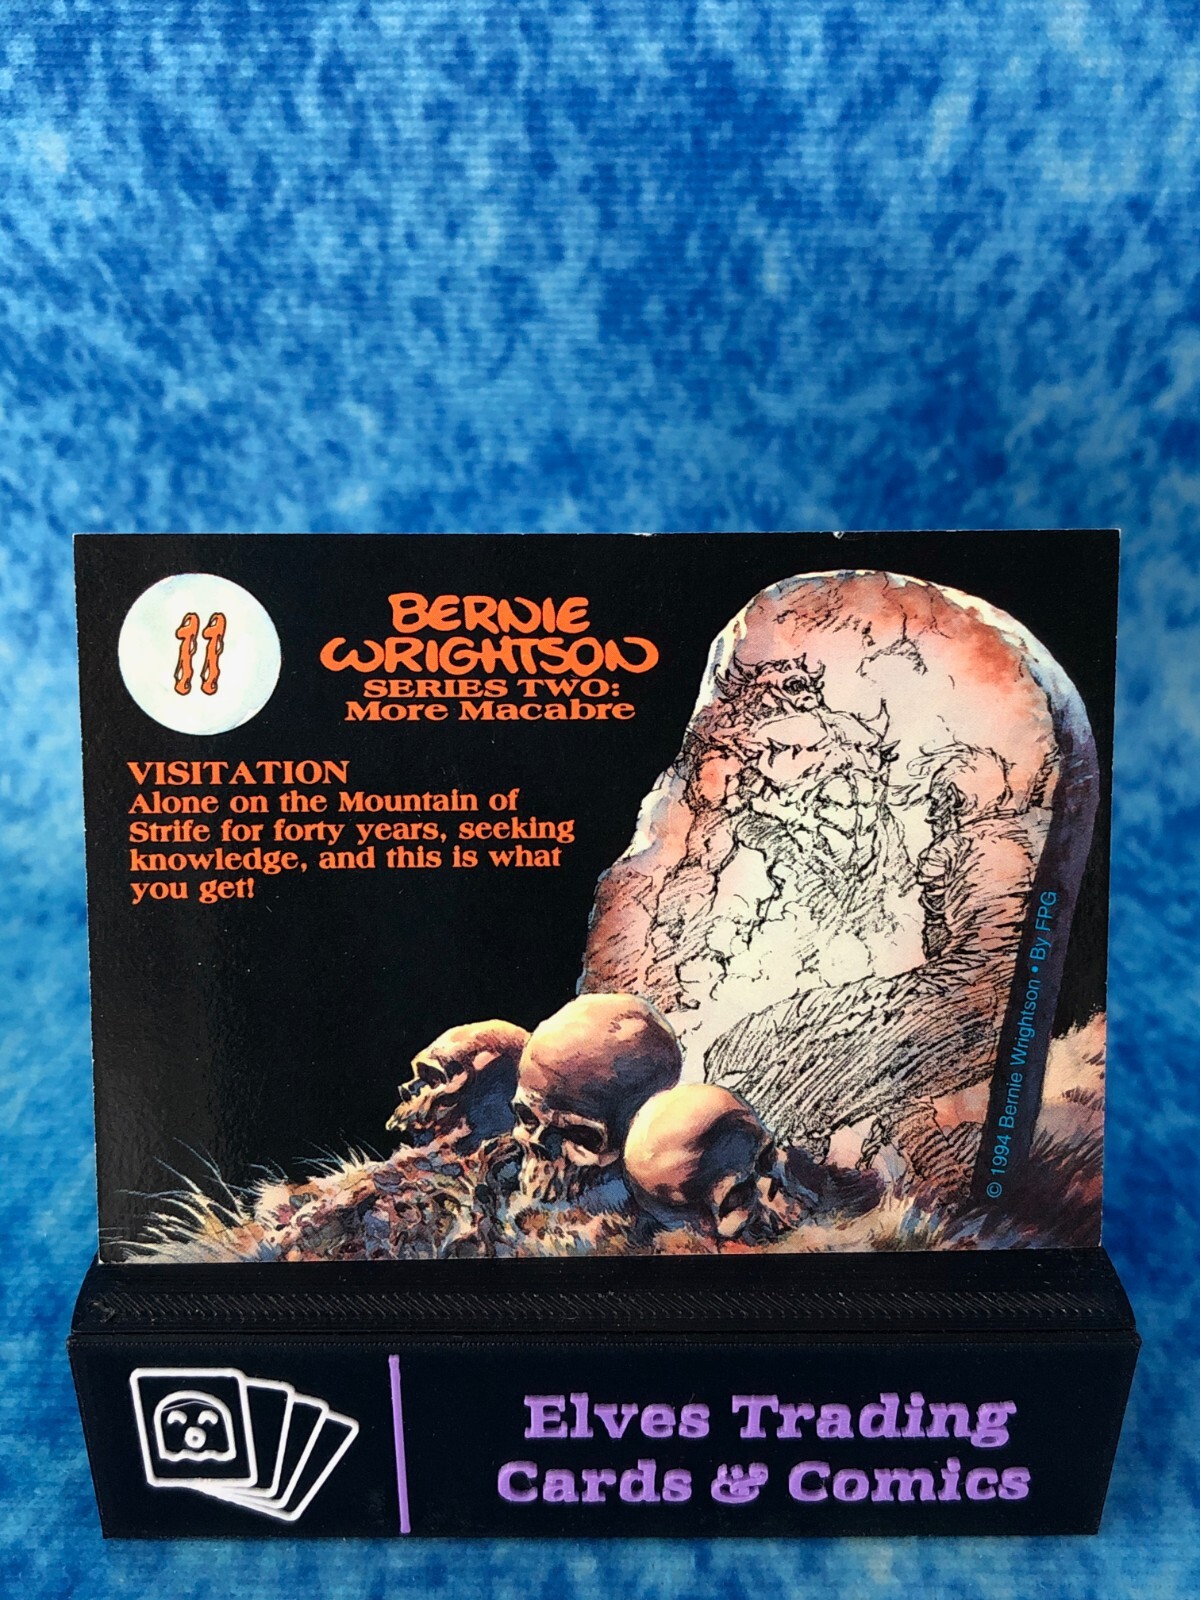 11
BERNIE
WRIGHTSON
SERIES TWO:
More Macabre
VISITATION
Alone on the Mountain of
Strife for forty years, seeking
knowledge, and this is what
you get!
© 1994 Bernie Wrightson • By FPG
Elves Trading
Cards & Comics